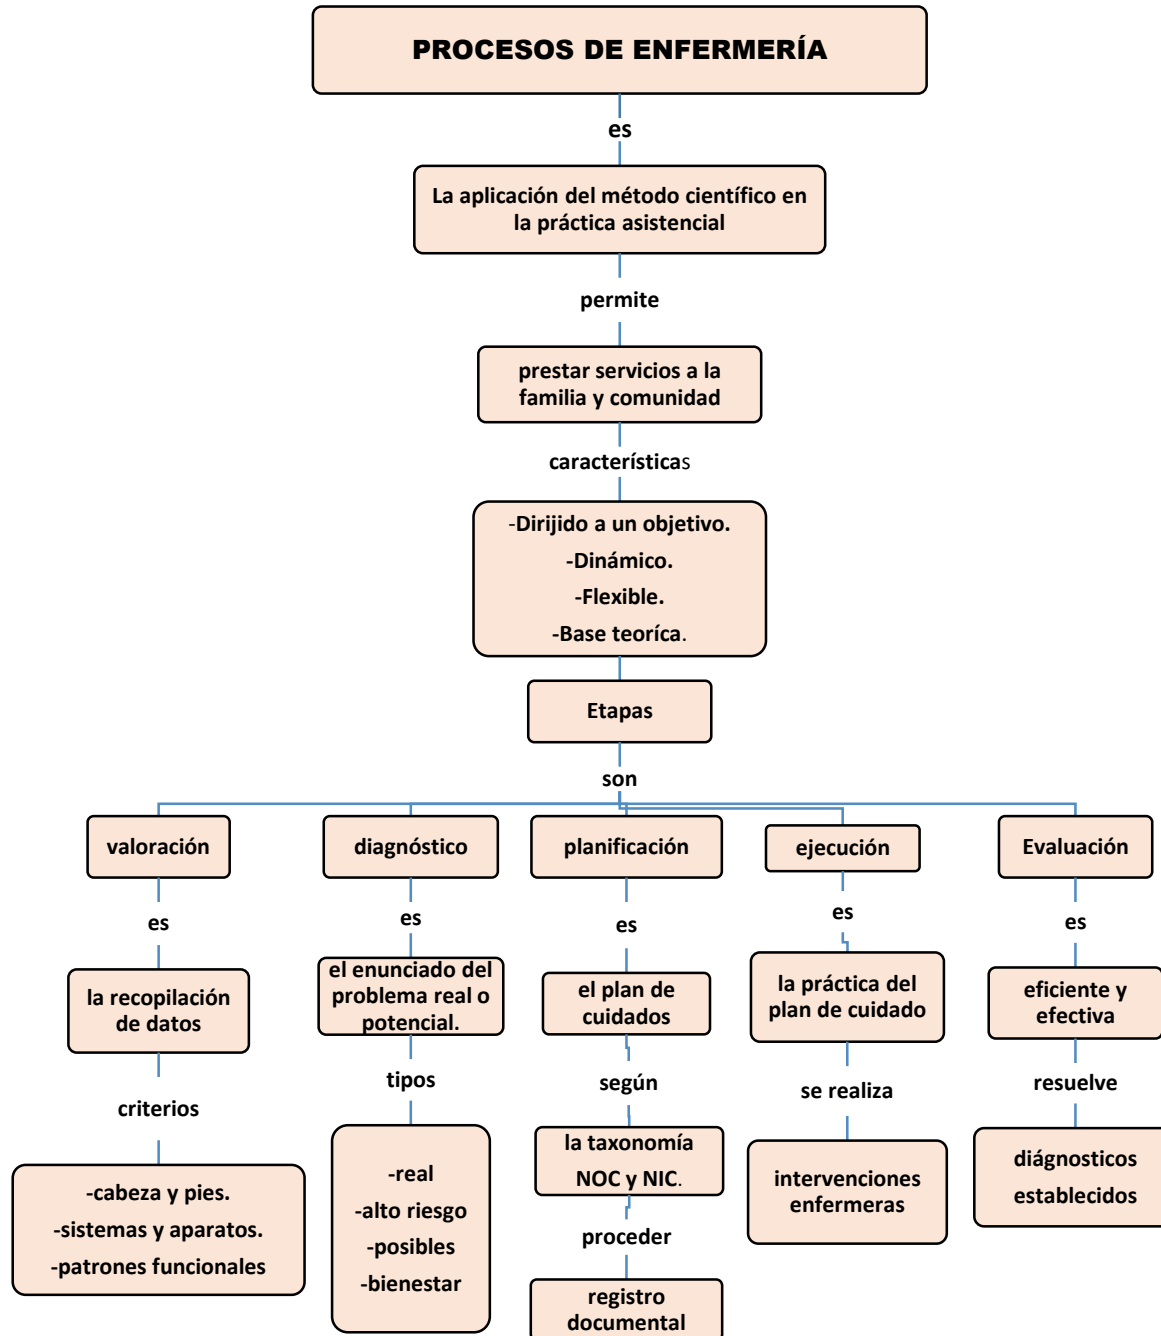 PROCESOS DE ENFERMERÍA
es
La aplicación del método científico en
la práctica asistencial
permite
prestar servicios a la
familia y comunidad
características
-Dirijido a un objetivo.
-Dinámico.
-Flexible.
-Base teoríca.
Etapas
son
valoración
es
la recopilación
de datos
criterios
-cabeza y pies.
-sistemas y aparatos.
-patrones funcionales
diagnóstico
es
el enunciado del
problema real o
potencial.
tipos
-real
-alto riesgo
-posibles
-bienestar
planificación
es
el plan de
cuidados
según
la taxonomía
NOC y NIC.
proceder
registro
documental
ejecución
es
la práctica del
plan de cuidado
se realiza
intervenciones
enfermeras
Evaluación
es
eficiente y
efectiva
resuelve
diágnosticos
establecidos